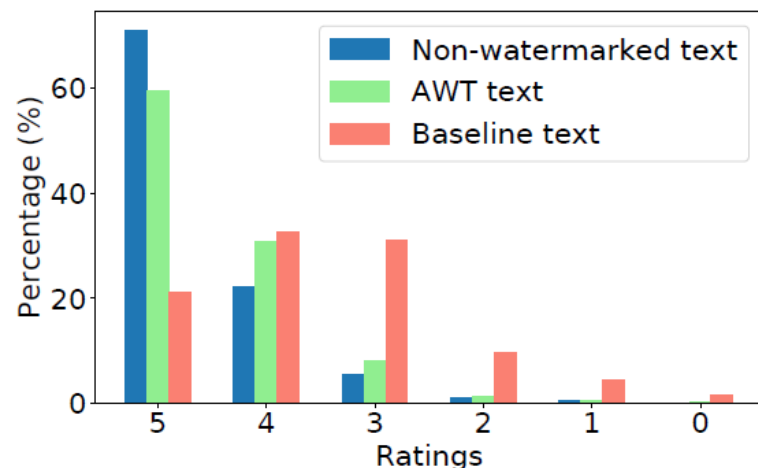 Non-watermarked text
AWT text
Baseline text
Percentage (%)
60
40
20
0
5 4 3 2 1 0
Ratings